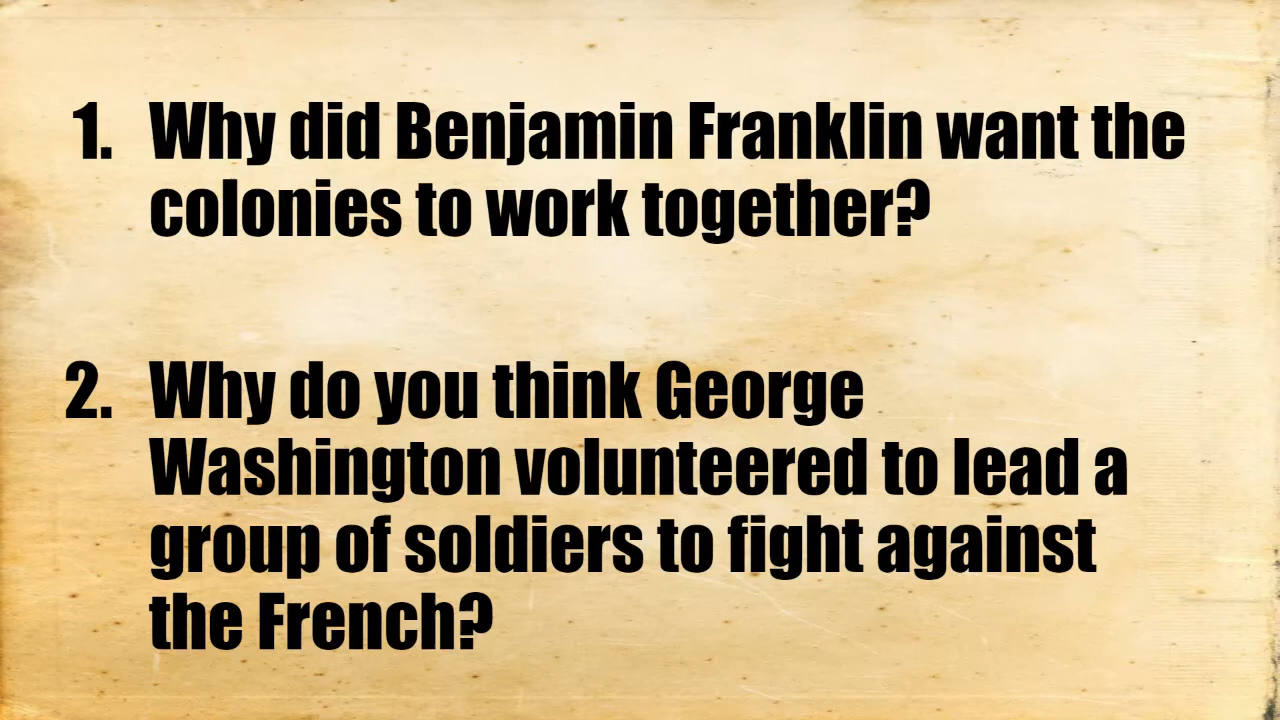 1. Why did Benjamin Franklin want the
colonies to work together?
2. Why do you think George
Washington volunteered to lead a
group of soldiers to fight against
the French?